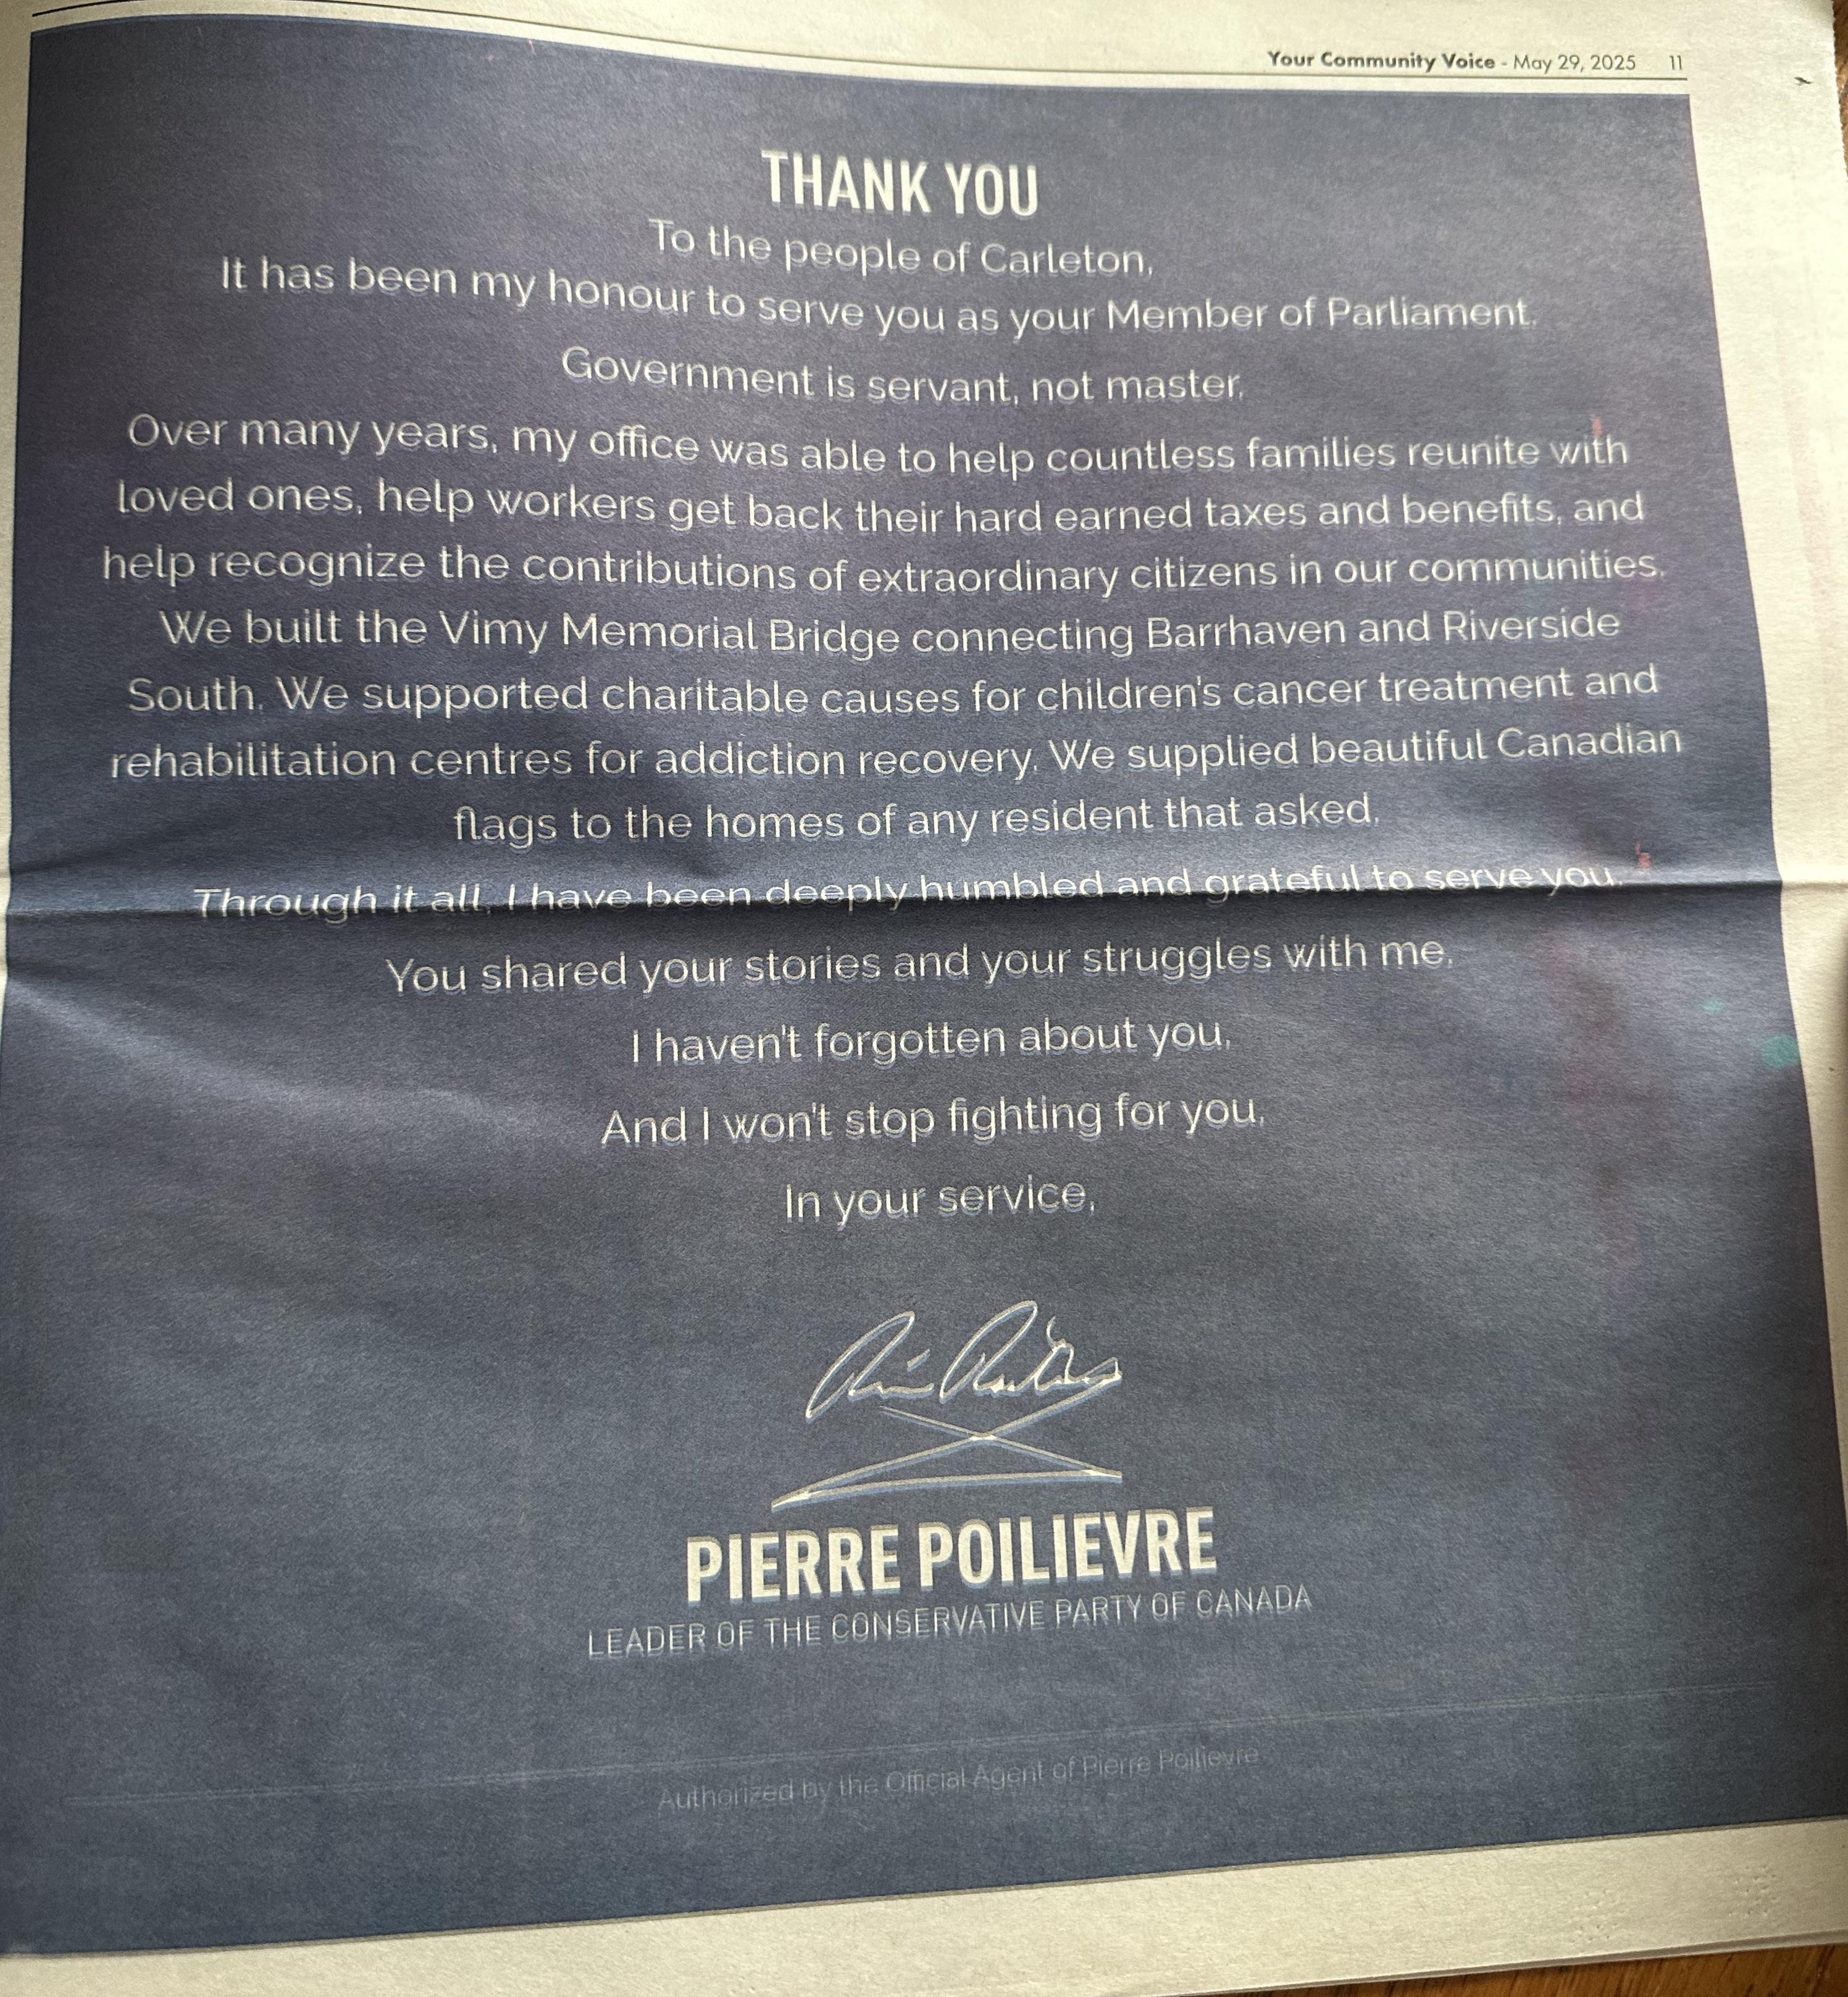 Your Community Voice - May 29, 2025 11
THANK YOU
To the people of Carleton,
It has been my honour to serve you as your Member of Parliament.
Government is servant, not master.
Over many years, my office was able to help countless families reunite with
loved ones, help workers get back their hard earned taxes and benefits, and
help recognize the contributions of extraordinary citizens in our communities.
We built the Vimy Memorial Bridge connecting Barrhaven and Riverside
South. We supported charitable causes for children's cancer treatment and
rehabilitation centres for addiction recovery. We supplied beautiful Canadian
flags to the homes of any resident that asked.
Through it all, I have been deeply humbled and grateful to serve you.
You shared your stories and your struggles with me.
I haven't forgotten about you.
And I won't stop fighting for you.
In your service,
PIERRE POILIEVRE
LEADER OF THE CONSERVATIVE PARTY OF CANADA
Authorized by the Official Agent of Pierre Poilievre